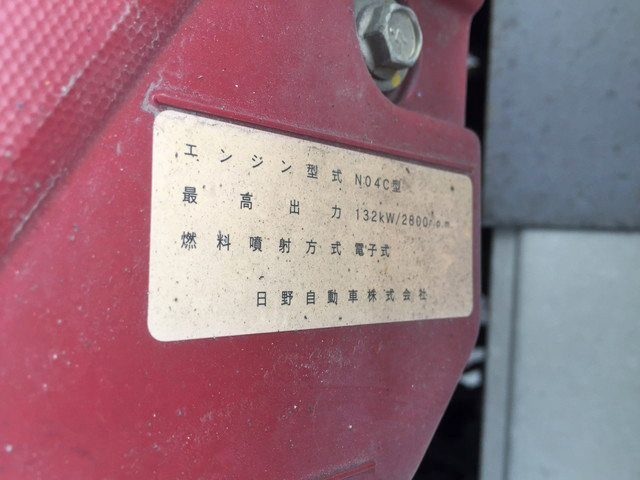 エンジン型式 N04C型
最高出力 132kW/2800r.p.m
燃料噴射方式 電子式
日野自動車株式会社